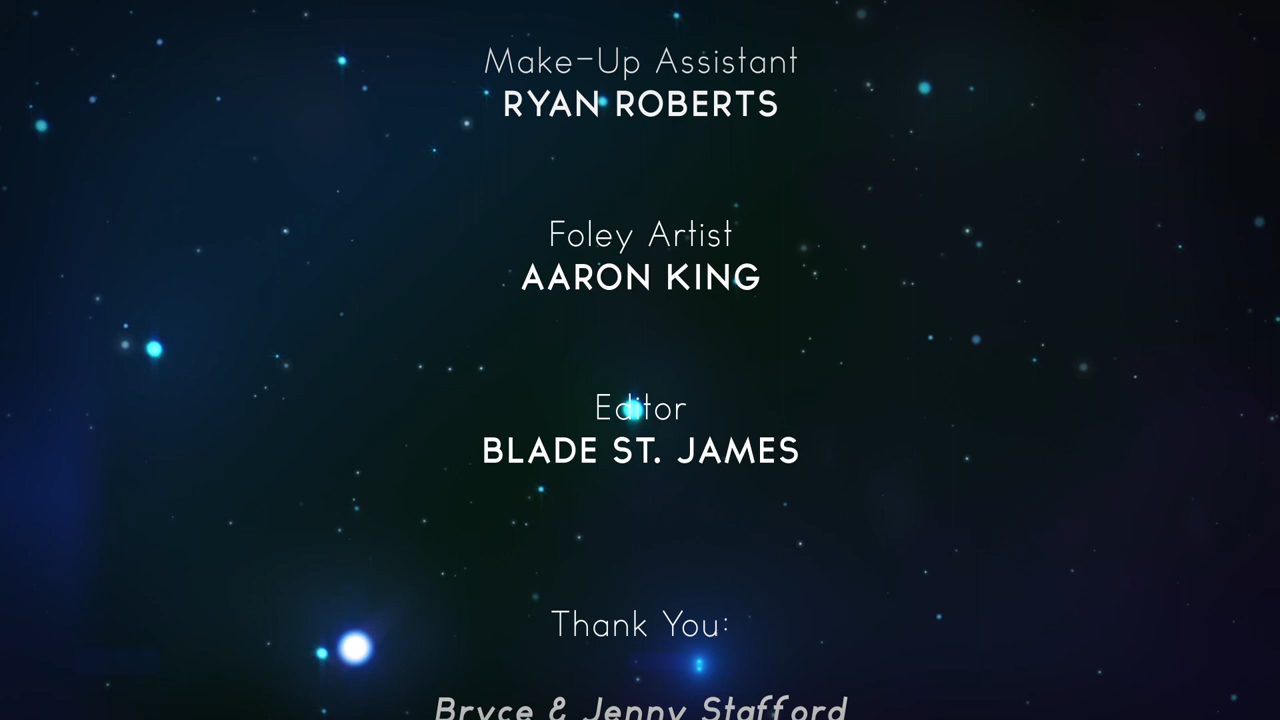 Make-Up Assistant
RYAN ROBERTS
Foley Artist
AARON KING
Editor
BLADE ST. JAMES
Thank You:
Bryce & Jenny Stafford